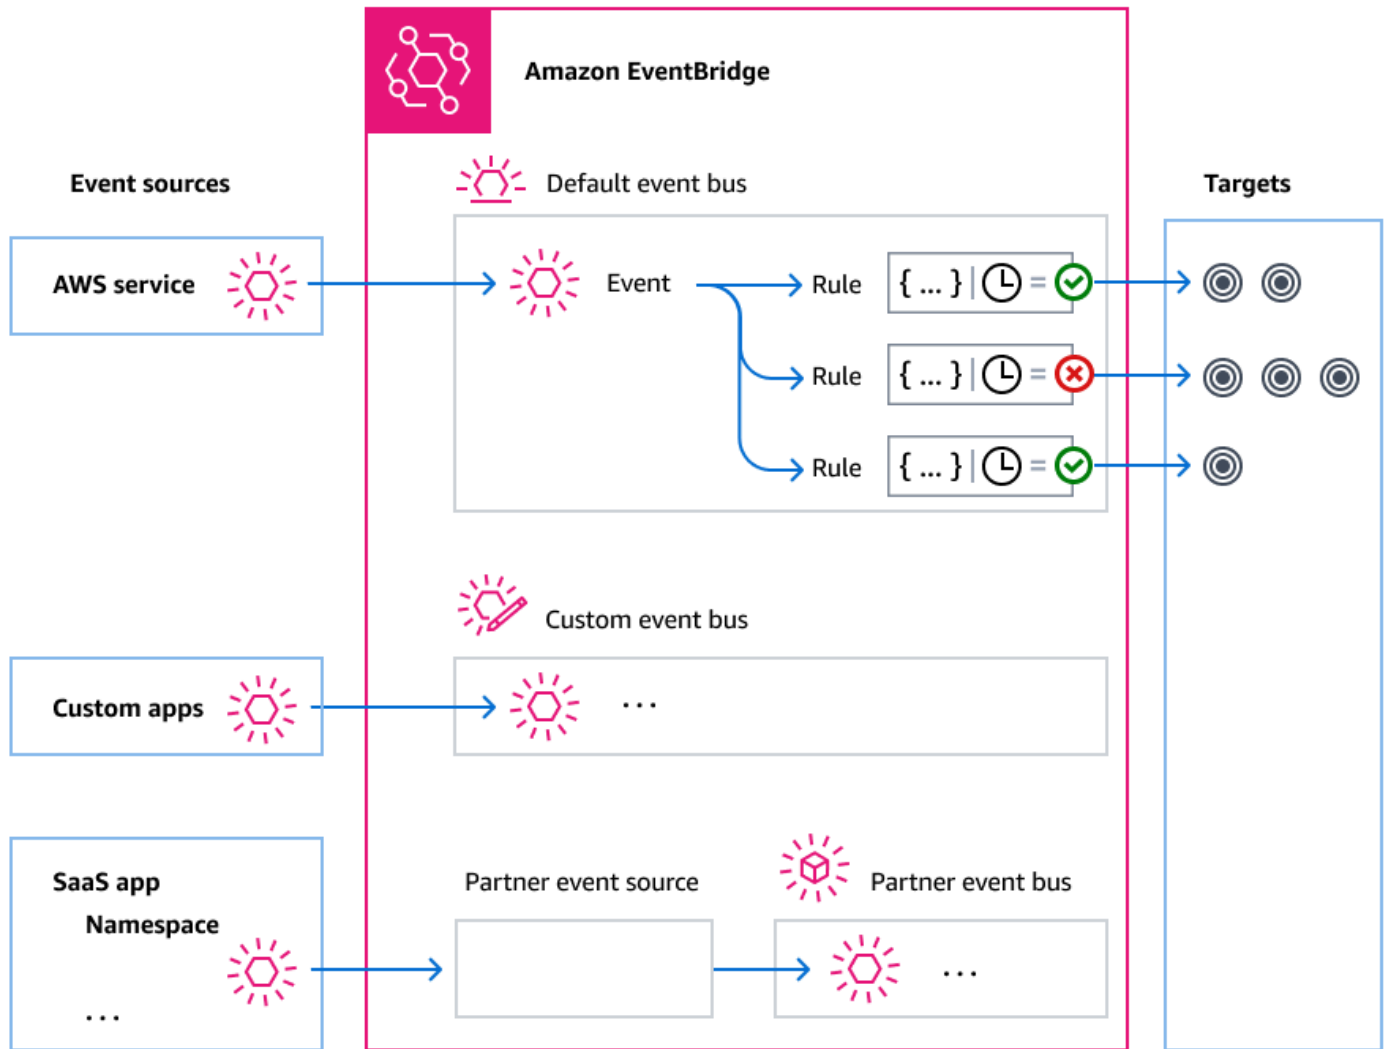 Amazon EventBridge
Event sources
Default event bus
Targets
AWS service
Event
Rule
{ ... } | =
Rule
{ ... } | =
Rule
{ ... } | =
Custom event bus
Custom apps
...
SaaS app
Namespace
...
Partner event source
Partner event bus
...